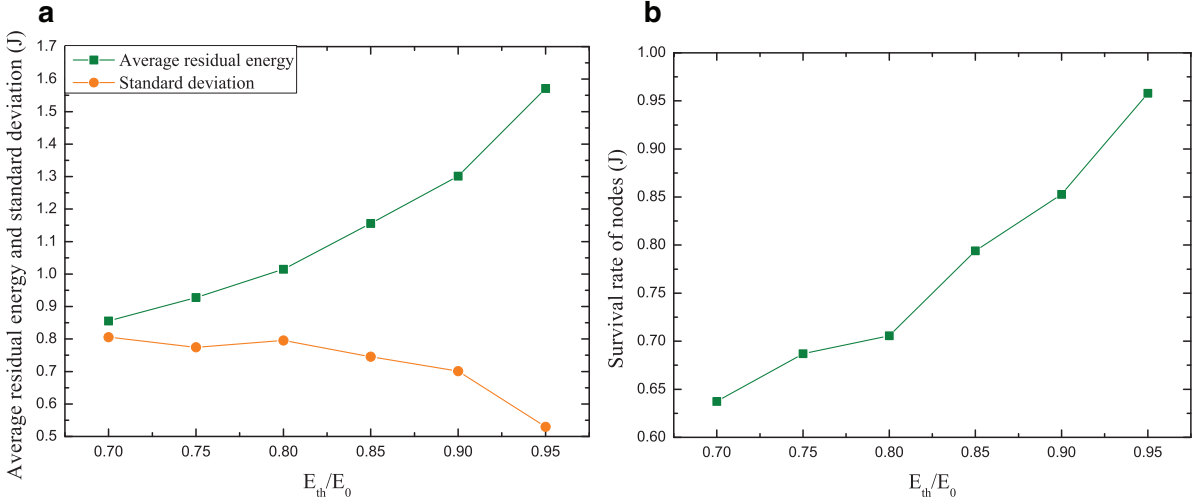 a
Average residual energy and standard deviation (J)
1.7
1.6
1.5
1.4
1.3
1.2
1.1
1.0
0.9
0.8
0.7
0.6
0.5
Average residual energy
Standard deviation
0.70 0.75 0.80 0.85 0.90 0.95
E_th/E_0
b
Survival rate of nodes (J)
1.00
0.95
0.90
0.85
0.80
0.75
0.70
0.65
0.60
0.70 0.75 0.80 0.85 0.90 0.95
E_th/E_0